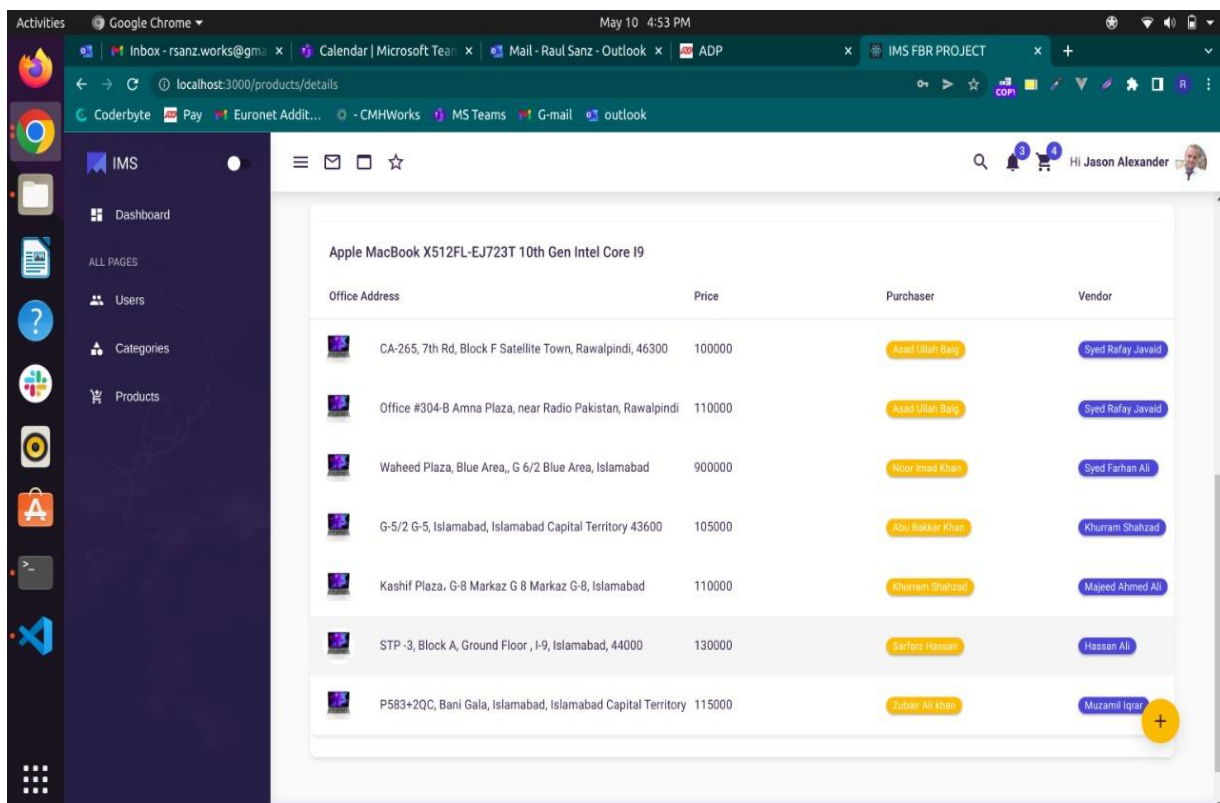 Activities Google Chrome May 10 4:53 PM
Inbox - rsanz.works@gma Calendar | Microsoft Tean Mail - Raul Sanz - Outlook ADP IMS FBR PROJECT
localhost:3000/products/details
Coderbyte Pay Euronet Addit... - CMHWorks MS Teams G-mail outlook
IMS
3 4 Hi Jason Alexander
Dashboard
ALL PAGES
Users
Categories
Products
Apple MacBook X512FL-EJ723T 10th Gen Intel Core I9
Office Address Price Purchaser Vendor
CA-265, 7th Rd, Block F Satellite Town, Rawalpindi, 46300 100000 Asad Ullah Baig Syed Rafay Javaid
Office #304-B Amna Plaza, near Radio Pakistan, Rawalpindi 110000 Asad Ullah Baig Syed Rafay Javaid
Waheed Plaza, Blue Area,, G 6/2 Blue Area, Islamabad 900000 Noor Imad Khan Syed Farhan Ali
G-5/2 G-5, Islamabad, Islamabad Capital Territory 43600 105000 Abu Bakkar Khan Khurram Shahzad
Kashif Plaza، G-8 Markaz G 8 Markaz G-8, Islamabad 110000 Khurram Shahzad Majeed Ahmed Ali
STP -3, Block A, Ground Floor , I-9, Islamabad, 44000 130000 Sarfarz Hassan Hassan Ali
P583+2QC, Bani Gala, Islamabad, Islamabad Capital Territory 115000 Zubair Ali khan Muzamil Iqrar
+